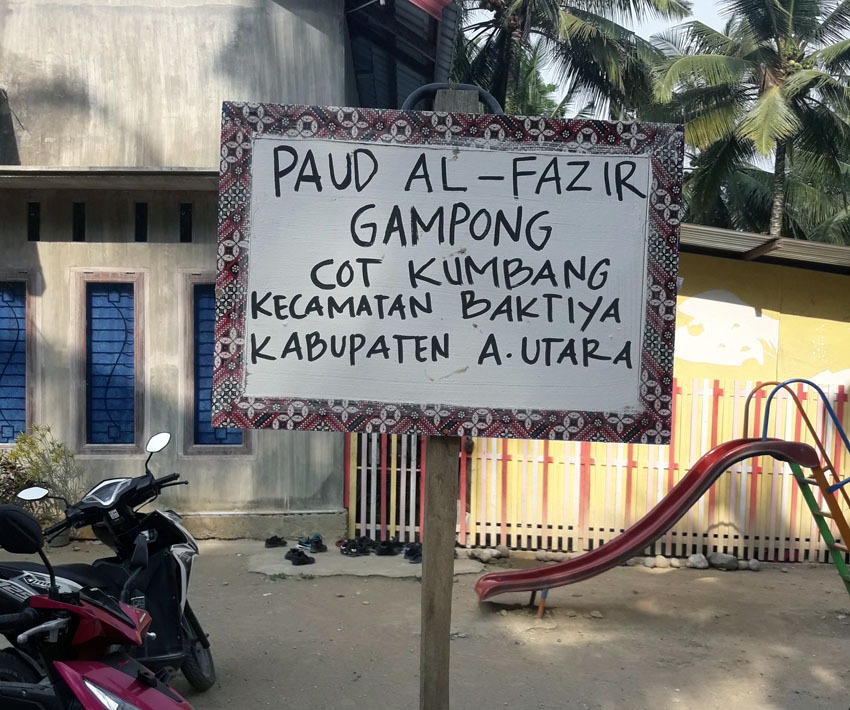 PAUD AL-FAZIR
GAMPONG
COT KUMBANG
KECAMATAN BAKTIYA
KABUPATEN A. UTARA